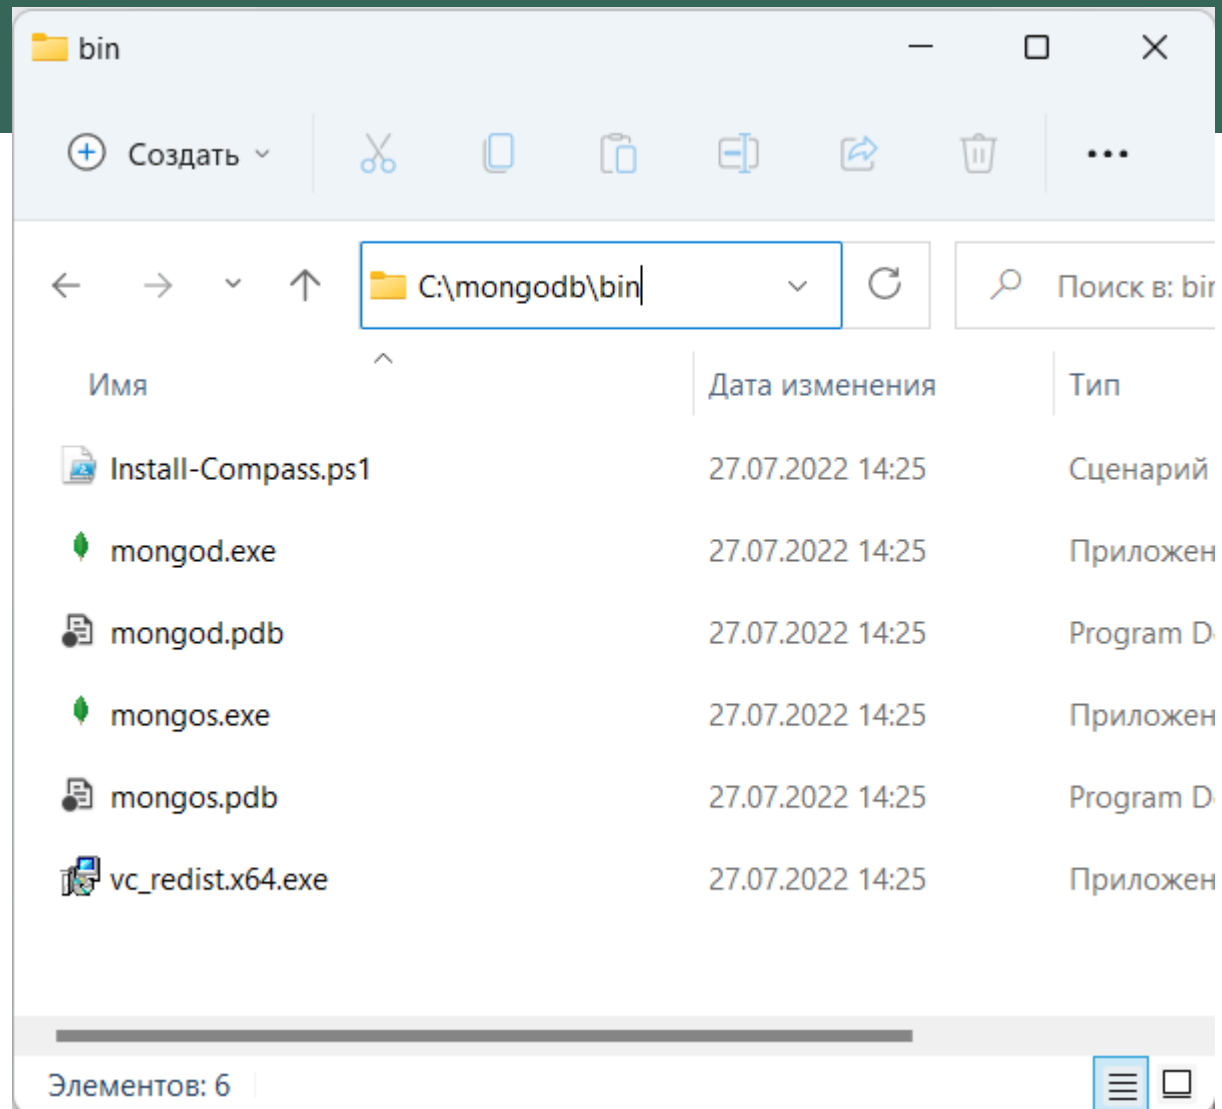 bin
Создать
C:\mongodb\bin
Поиск в: bin
Имя Дата изменения Тип
Install-Compass.ps1 27.07.2022 14:25 Сценарий
mongod.exe 27.07.2022 14:25 Приложен
mongod.pdb 27.07.2022 14:25 Program D
mongos.exe 27.07.2022 14:25 Приложен
mongos.pdb 27.07.2022 14:25 Program D
vc_redist.x64.exe 27.07.2022 14:25 Приложен
Элементов: 6